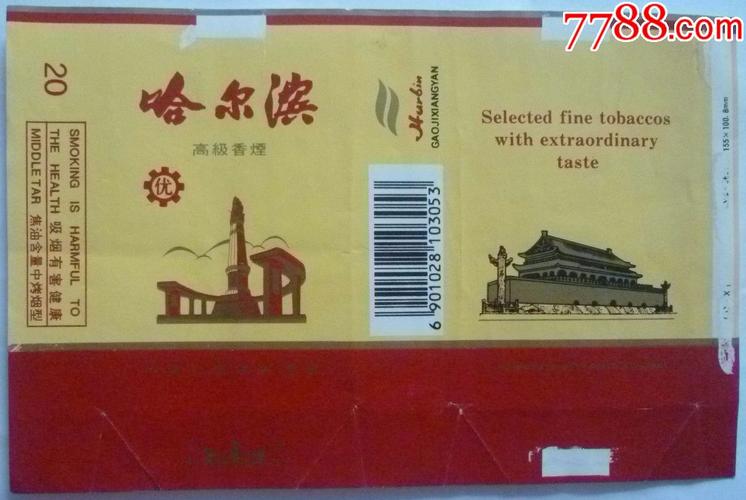 7788.com
20
SMOKING IS HARMFUL TO
THE HEALTH 吸烟有害健康
MIDDLE TAR 焦油含量中烤烟型
哈尔滨
高級香煙
优
Harbin
GAOJIXIANGYAN
6 901028 103053
Selected fine tobaccos
with extraordinary
taste
155×100.8mm